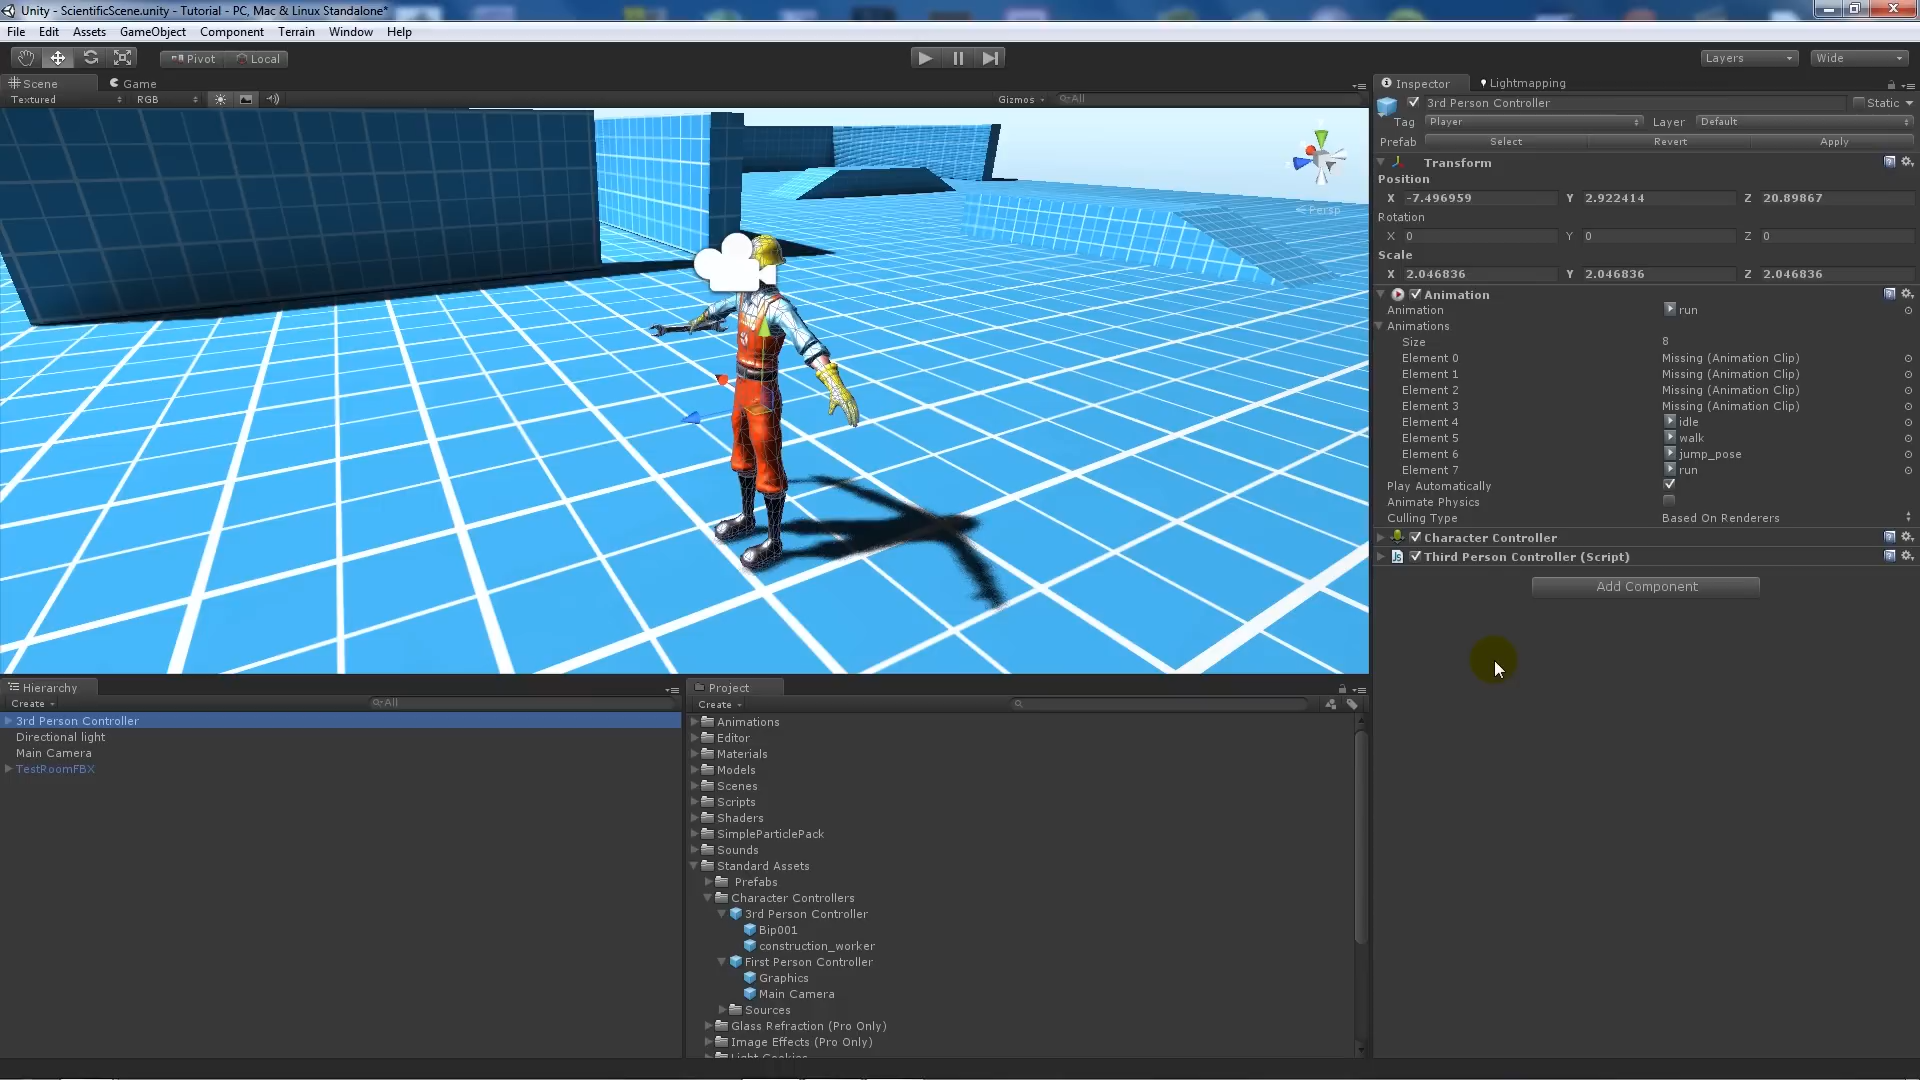 Unity - ScientificScene.unity - Tutorial - PC, Mac & Linux Standalone*
File Edit Assets GameObject Component Terrain Window Help
Pivot Local
Layers Wide
Scene Game
Textured RGB Gizmos All
Persp
Inspector Lightmapping
3rd Person Controller Static
Tag Player Layer Default
Prefab Select Revert Apply
Transform
Position
X -7.496959 Y 2.922414 Z 20.89867
Rotation
X 0 Y 0 Z 0
Scale
X 2.046836 Y 2.046836 Z 2.046836
Animation
Animation run
Animations
Size 8
Element 0 Missing (Animation Clip)
Element 1 Missing (Animation Clip)
Element 2 Missing (Animation Clip)
Element 3 Missing (Animation Clip)
Element 4 idle
Element 5 walk
Element 6 jump_pose
Element 7 run
Play Automatically
Animate Physics
Culling Type Based On Renderers
Character Controller
Third Person Controller (Script)
Add Component
Hierarchy
Create All
3rd Person Controller
Directional light
Main Camera
TestRoomFBX
Project
Create
Animations
Editor
Materials
Models
Scenes
Scripts
Shaders
SimpleParticlePack
Sounds
Standard Assets
Prefabs
Character Controllers
3rd Person Controller
Bip001
construction_worker
First Person Controller
Graphics
Main Camera
Sources
Glass Refraction (Pro Only)
Image Effects (Pro Only)
Light Cookies